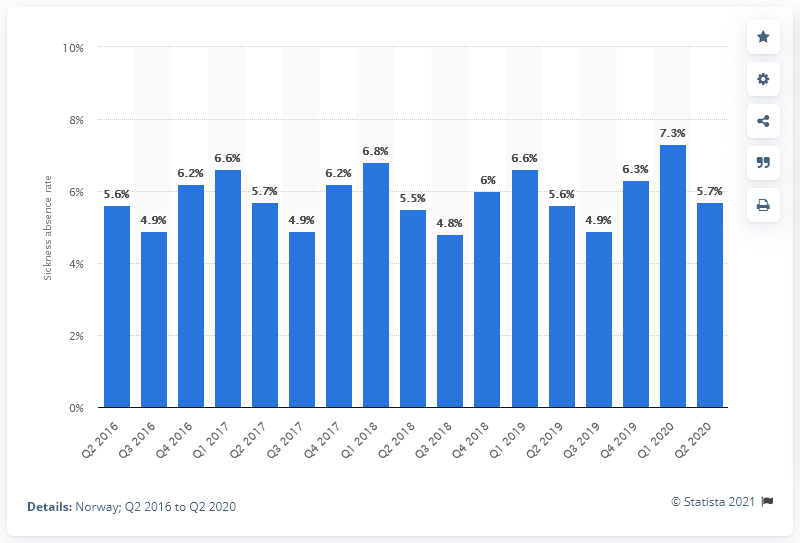 10%
8%
6%
4%
2%
0%
Sickness absence rate
5.6%
4.9%
6.2%
6.6%
5.7%
4.9%
6.2%
6.8%
5.5%
4.8%
6%
6.6%
5.6%
4.9%
6.3%
7.3%
5.7%
Q2 2016
Q3 2016
Q4 2016
Q1 2017
Q2 2017
Q3 2017
Q4 2017
Q1 2018
Q2 2018
Q3 2018
Q4 2018
Q1 2019
Q2 2019
Q3 2019
Q4 2019
Q1 2020
Q2 2020
Details: Norway; Q2 2016 to Q2 2020
© Statista 2021